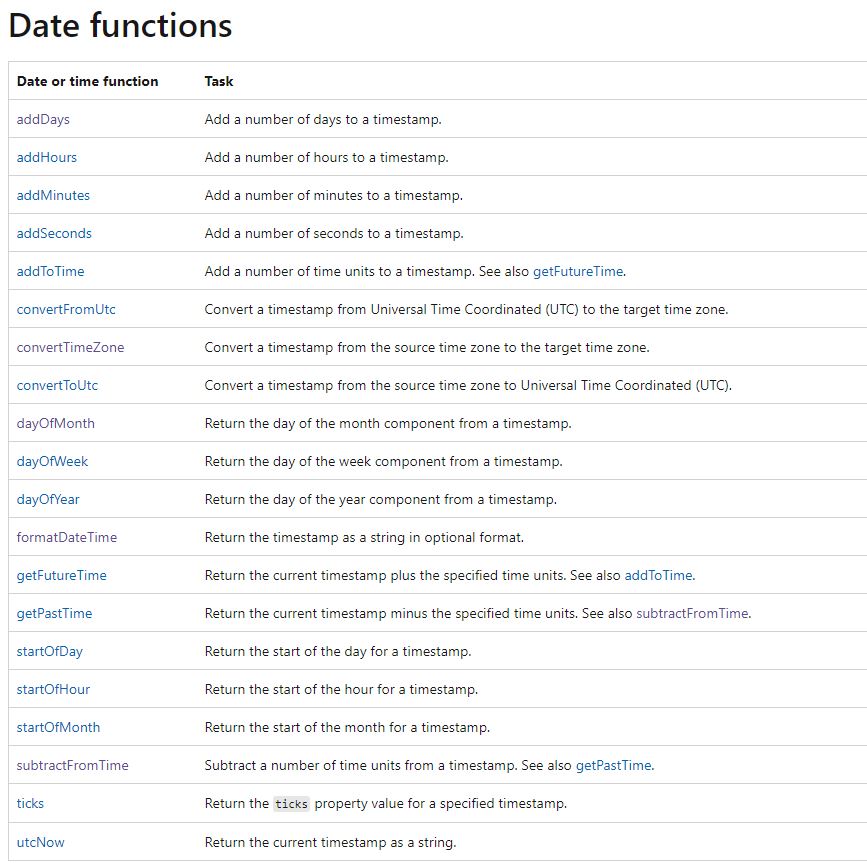 Date functions
Date or time function Task
addDays Add a number of days to a timestamp.
addHours Add a number of hours to a timestamp.
addMinutes Add a number of minutes to a timestamp.
addSeconds Add a number of seconds to a timestamp.
addToTime Add a number of time units to a timestamp. See also getFutureTime.
convertFromUtc Convert a timestamp from Universal Time Coordinated (UTC) to the target time zone.
convertTimeZone Convert a timestamp from the source time zone to the target time zone.
convertToUtc Convert a timestamp from the source time zone to Universal Time Coordinated (UTC).
dayOfMonth Return the day of the month component from a timestamp.
dayOfWeek Return the day of the week component from a timestamp.
dayOfYear Return the day of the year component from a timestamp.
formatDateTime Return the timestamp as a string in optional format.
getFutureTime Return the current timestamp plus the specified time units. See also addToTime.
getPastTime Return the current timestamp minus the specified time units. See also subtractFromTime.
startOfDay Return the start of the day for a timestamp.
startOfHour Return the start of the hour for a timestamp.
startOfMonth Return the start of the month for a timestamp.
subtractFromTime Subtract a number of time units from a timestamp. See also getPastTime.
ticks Return the ticks property value for a specified timestamp.
utcNow Return the current timestamp as a string.